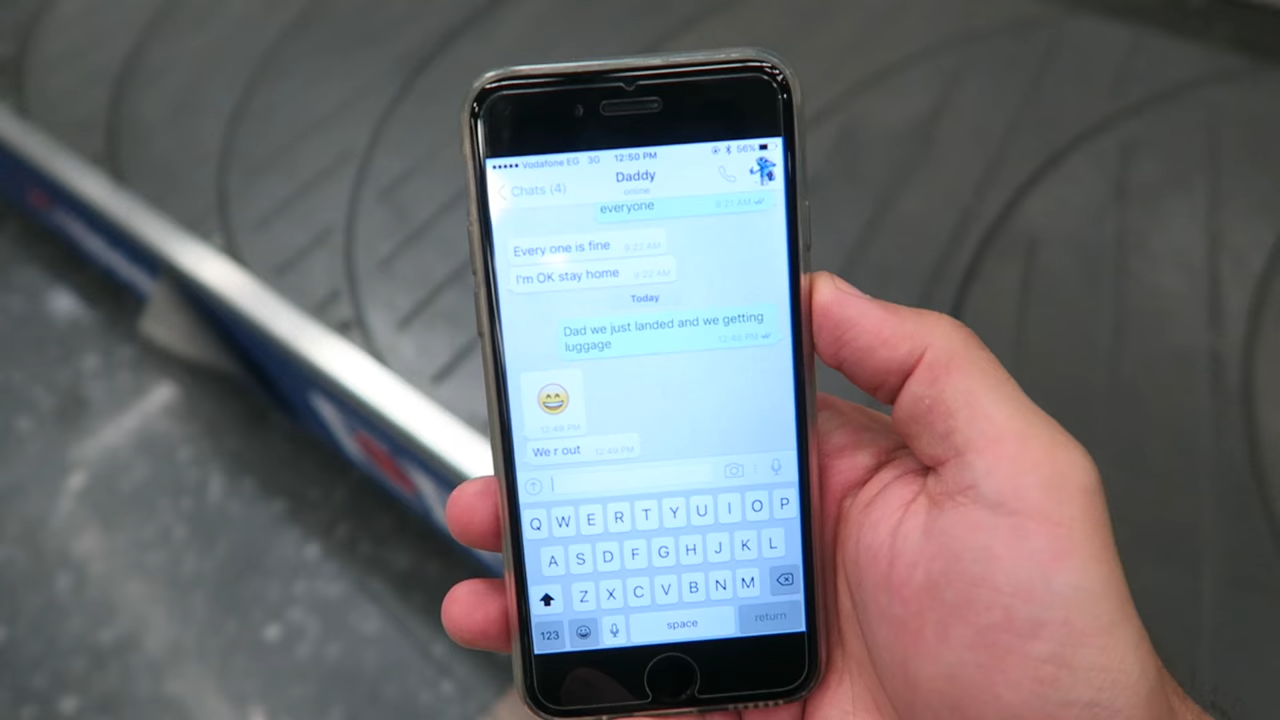 Vodafone EG 3G 12:50 PM 56%
Chats (4) Daddy
online
everyone 9:21 AM
Every one is fine 9:22 AM
I'm OK stay home 9:22 AM
Today
Dad we just landed and we getting
luggage 12:48 PM
12:49 PM
We r out 12:49 PM
Q W E R T Y U I O P
A S D F G H J K L
Z X C V B N M
123 space return